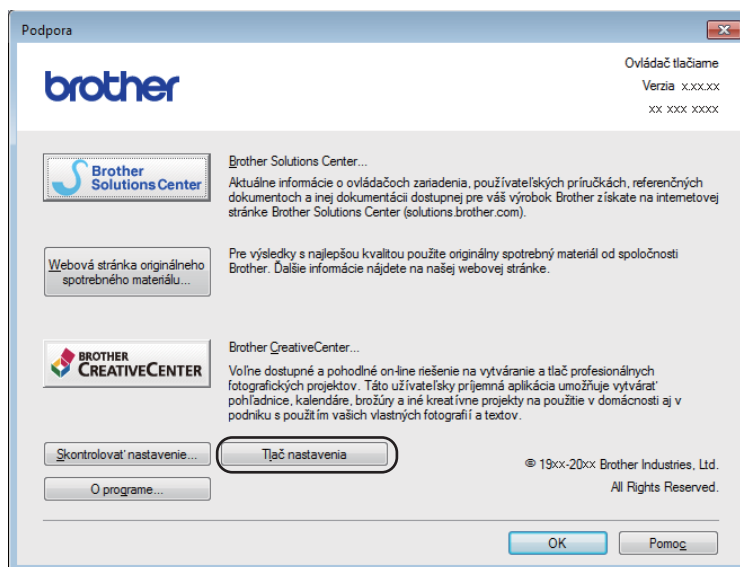 Podpora
brother
Ovládač tlačiarne
Verzia x.xx.xx
xx xxx xxxx
Brother
Solutions Center
Brother Solutions Center...
Aktuálne informácie o ovládačoch zariadenia, používateľských príručkách, referenčných
dokumentoch a inej dokumentácii dostupnej pre váš výrobok Brother získate na internetovej
stránke Brother Solutions Center (solutions.brother.com).
Webová stránka originálneho
spotrebného materiálu...
Pre výsledky s najlepšou kvalitou použite originálny spotrebný materiál od spoločnosti
Brother. Ďalšie informácie nájdete na našej webovej stránke.
BROTHER
CREATIVECENTER
Brother CreativeCenter...
Voľne dostupné a pohodlné on-line riešenie na vytváranie a tlač profesionálnych
fotografických projektov. Táto užívateľsky príjemná aplikácia umožňuje vytvárať
pohľadnice, kalendáre, brožúry a iné kreatívne projekty na použitie v domácnosti aj v
podniku s použitím vašich vlastných fotografií a textov.
Skontrolovať nastavenie...
Tlač nastavenia
© 19xx-20xx Brother Industries, Ltd.
O programe...
All Rights Reserved.
OK
Pomoc